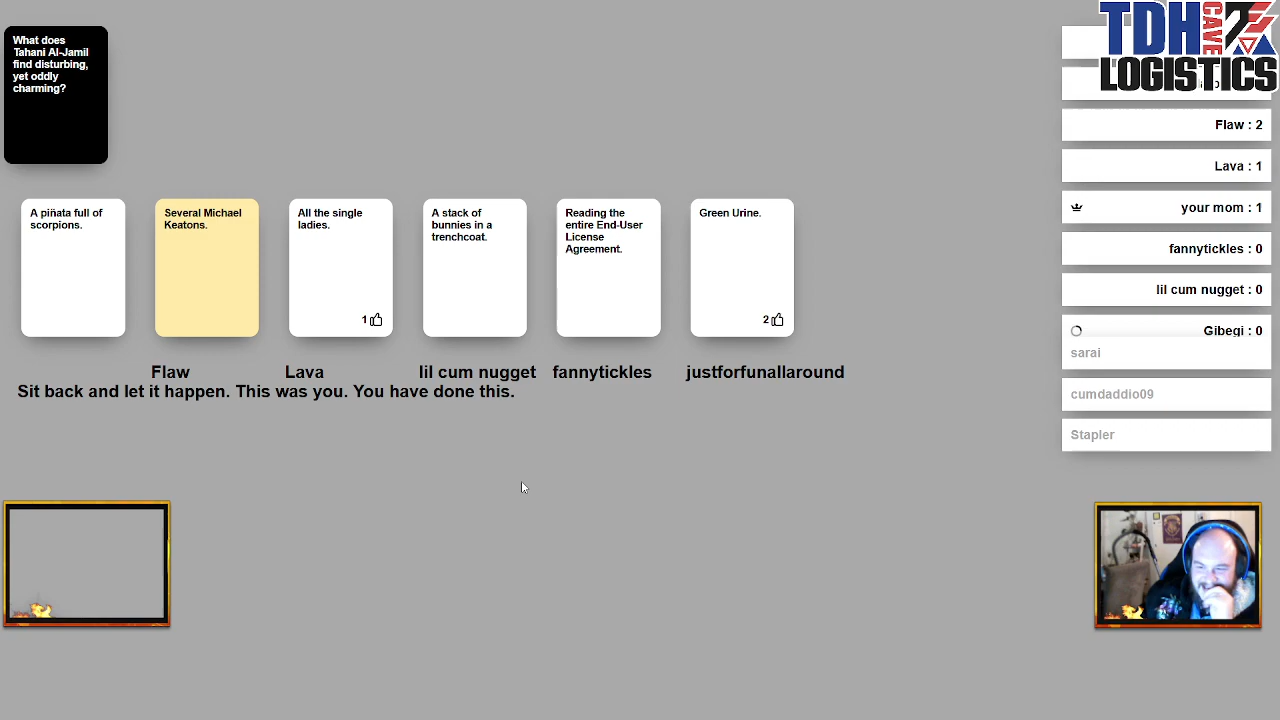 What does
Tahani Al-Jamil
find disturbing,
yet oddly
charming?
TDH
CAVE
LOGISTICS
Flaw : 2
Lava : 1
your mom : 1
fannytickles : 0
lil cum nugget : 0
Gibegi : 0
sarai
cumdaddio09
Stapler
A piñata full of
scorpions.
Several Michael
Keatons.
All the single
ladies.
1
A stack of
bunnies in a
trenchcoat.
Reading the
entire End-User
License
Agreement.
Green Urine.
2
Flaw
Lava
lil cum nugget
fannytickles
justforfunallaround
Sit back and let it happen. This was you. You have done this.